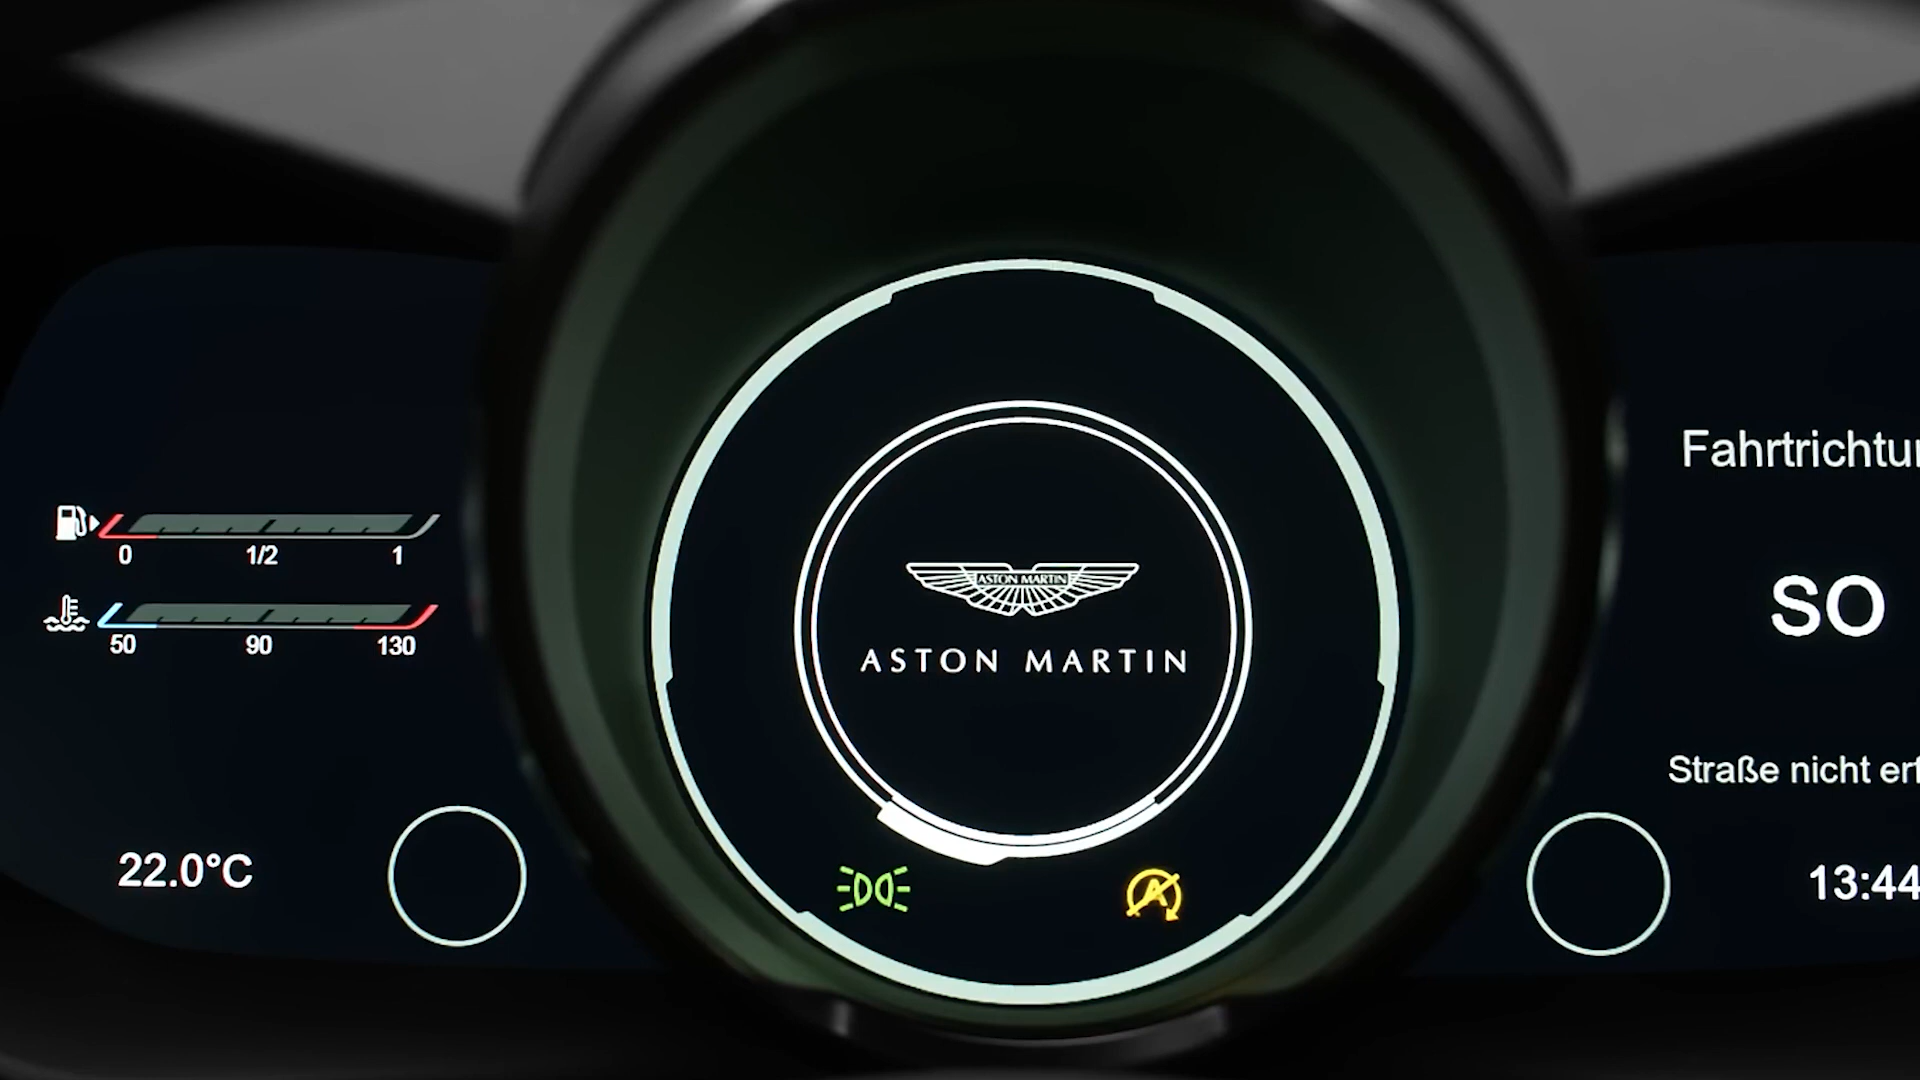 0 1/2 1
50 90 130
22.0°C
ASTON MARTIN
ASTON MARTIN
A
Fahrtrichtu
SO
Straße nicht erf
13:44